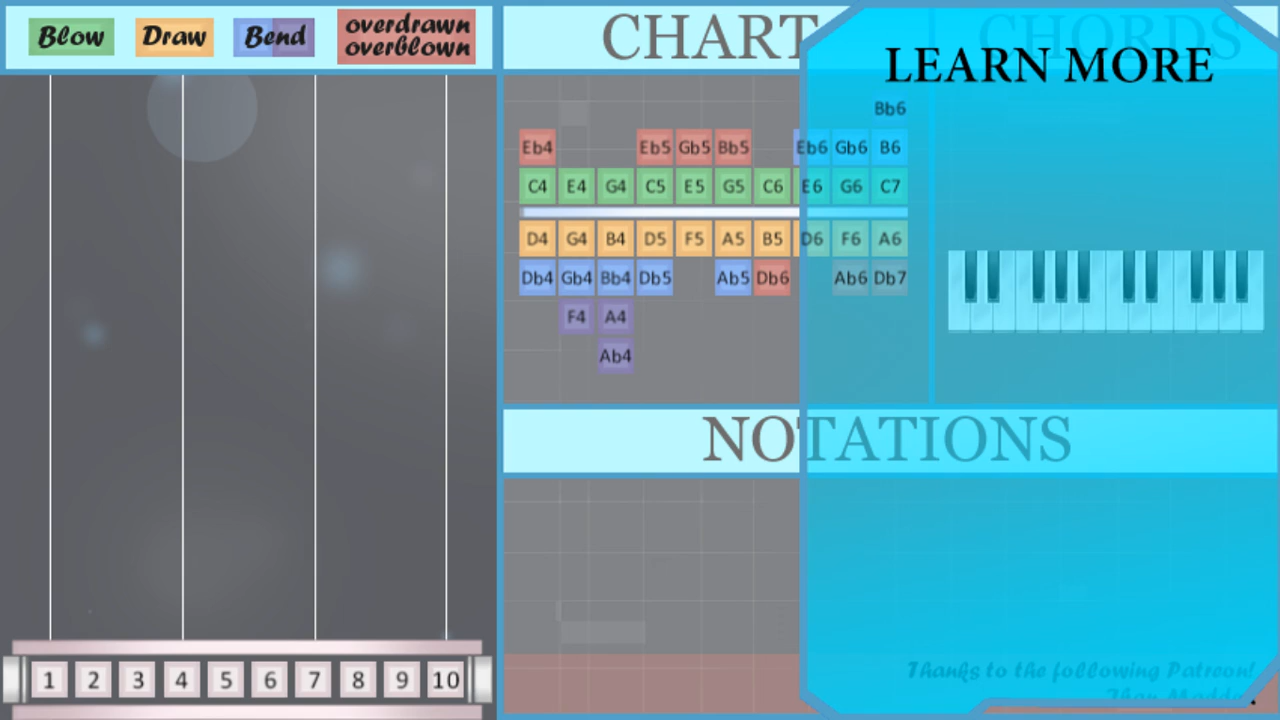 Blow Draw Bend overdrawn
overblown
CHART CHORDS
LEARN MORE
Bb6
Eb4 Eb5 Gb5 Bb5 Eb6 Gb6 B6
C4 E4 G4 C5 E5 G5 C6 E6 G6 C7
D4 G4 B4 D5 F5 A5 B5 D6 F6 A6
Db4 Gb4 Bb4 Db5 Ab5 Db6 Ab6 Db7
F4 A4
Ab4
NOTATIONS
Thanks to the following Patreon!
1 2 3 4 5 6 7 8 9 10